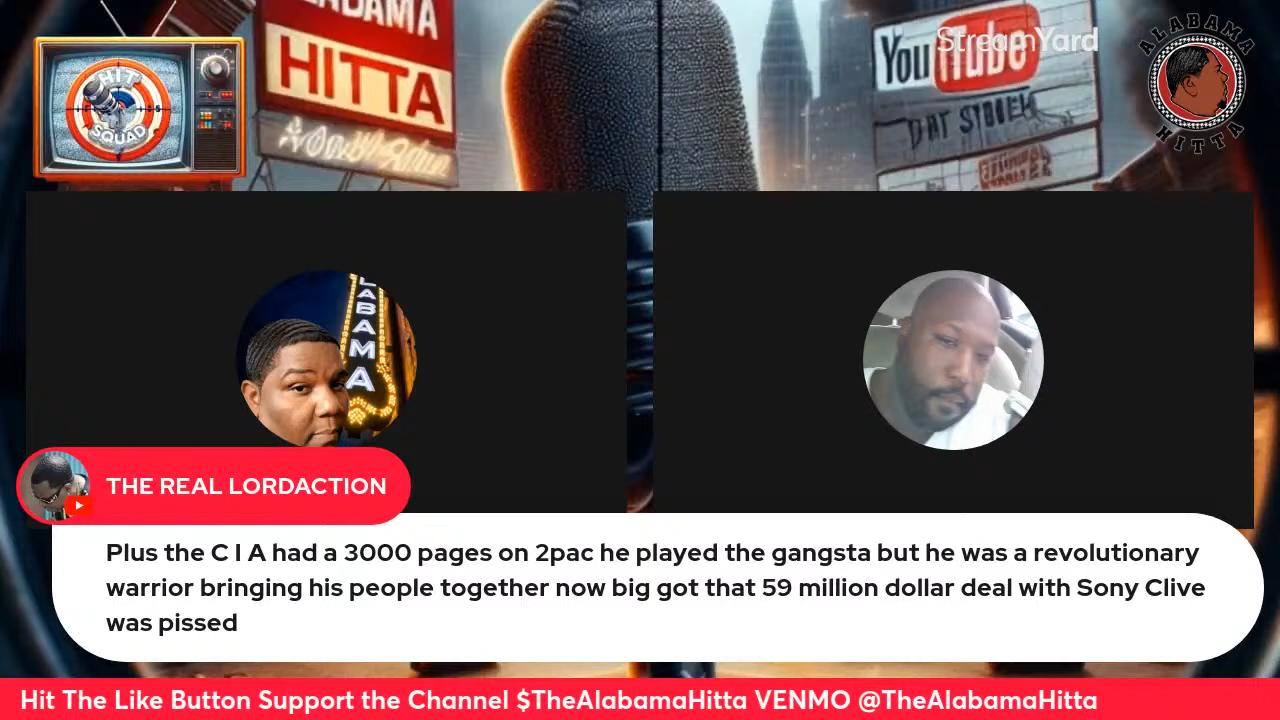 ALABAMA
HITTA
StreamYard
YouTube
ALABAMA
HITTA
HIT
SQUAD
LABAMA
THE REAL LORDACTION
Plus the C I A had a 3000 pages on 2pac he played the gangsta but he was a revolutionary
warrior bringing his people together now big got that 59 million dollar deal with Sony Clive
was pissed
Hit The Like Button Support the Channel $TheAlabamaHitta VENMO @TheAlabamaHitta